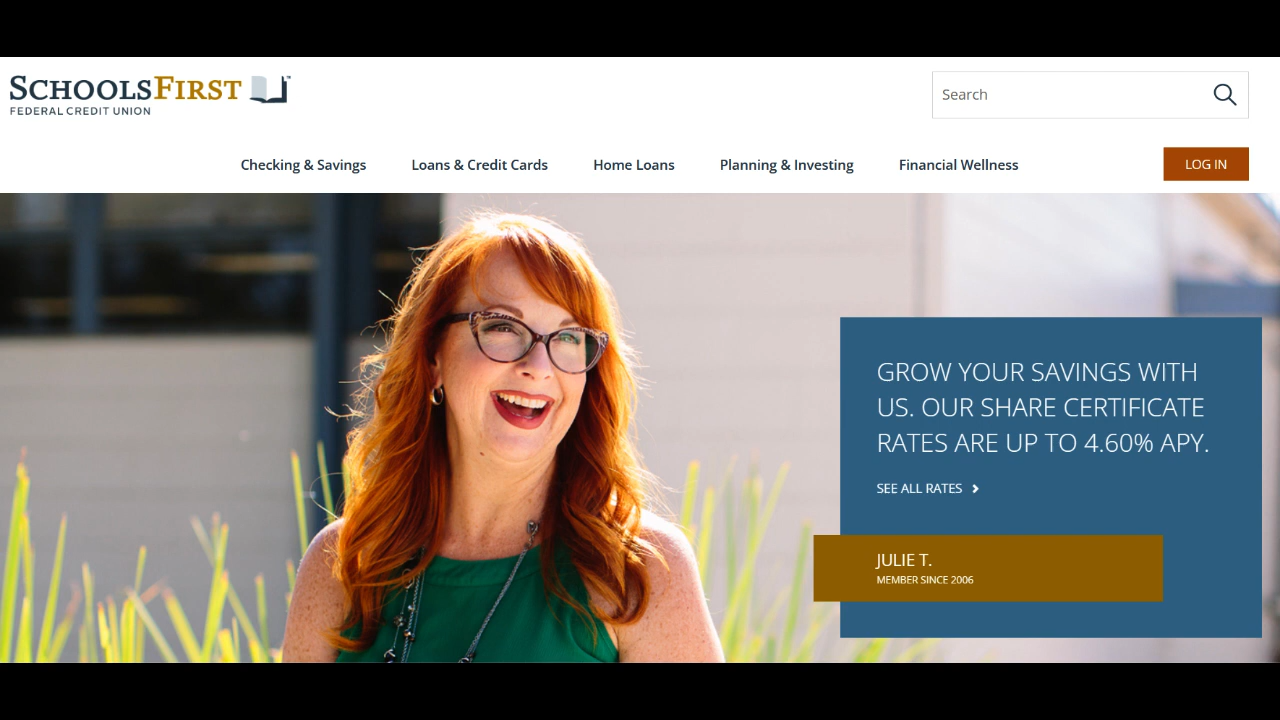 SCHOOLSFIRST
FEDERAL CREDIT UNION
Search
Checking & Savings
Loans & Credit Cards
Home Loans
Planning & Investing
Financial Wellness
LOG IN
GROW YOUR SAVINGS WITH
US. OUR SHARE CERTIFICATE
RATES ARE UP TO 4.60% APY.
SEE ALL RATES
JULIE T.
MEMBER SINCE 2006